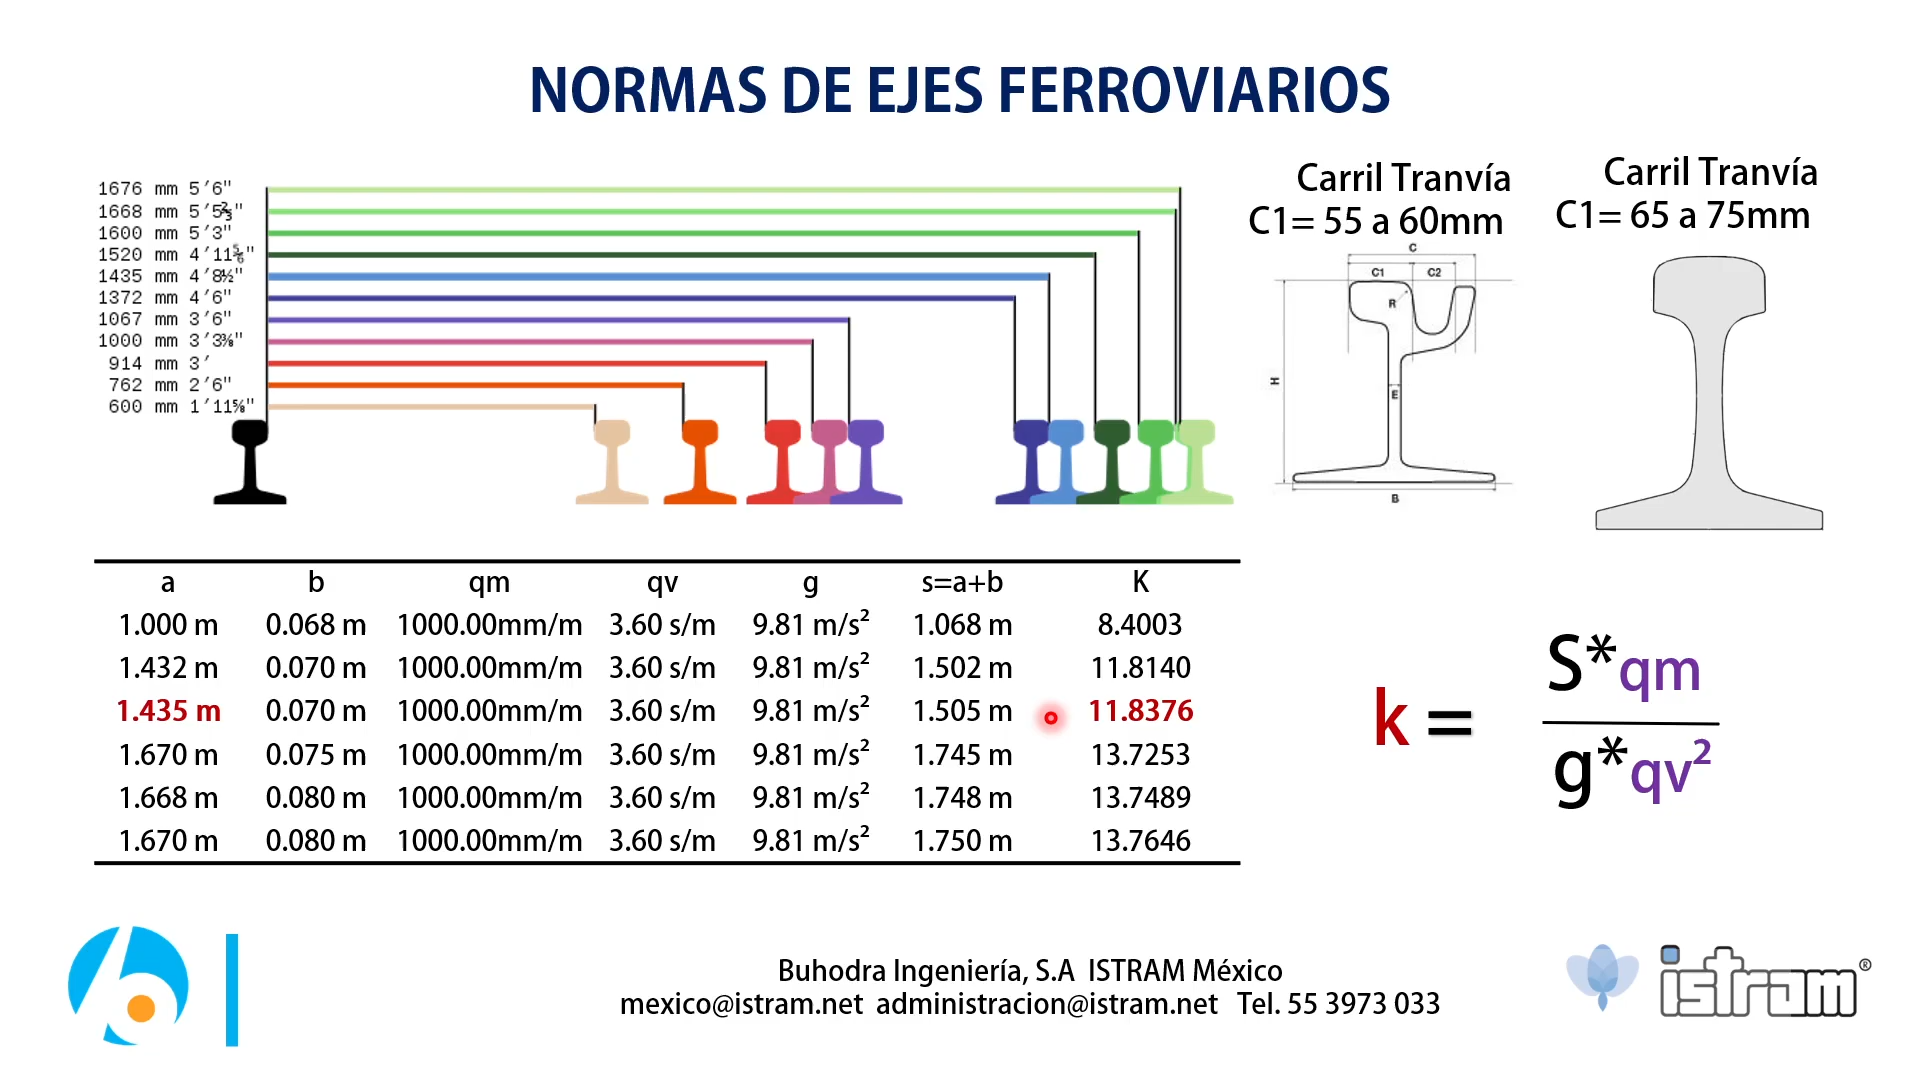 NORMAS DE EJES FERROVIARIOS
1676 mm 5′6"
1668 mm 5′5⅔"
1600 mm 5′3"
1520 mm 4′11⅚"
1435 mm 4′8½"
1372 mm 4′6"
1067 mm 3′6"
1000 mm 3′3⅜"
914 mm 3′
762 mm 2′6"
600 mm 1′11⅝"
Carril Tranvía
C1= 55 a 60mm
C
C1 C2
R
H
E
B
Carril Tranvía
C1= 65 a 75mm
a b qm qv g s=a+b K
1.000 m 0.068 m 1000.00mm/m 3.60 s/m 9.81 m/s² 1.068 m 8.4003
1.432 m 0.070 m 1000.00mm/m 3.60 s/m 9.81 m/s² 1.502 m 11.8140
1.435 m 0.070 m 1000.00mm/m 3.60 s/m 9.81 m/s² 1.505 m 11.8376
1.670 m 0.075 m 1000.00mm/m 3.60 s/m 9.81 m/s² 1.745 m 13.7253
1.668 m 0.080 m 1000.00mm/m 3.60 s/m 9.81 m/s² 1.748 m 13.7489
1.670 m 0.080 m 1000.00mm/m 3.60 s/m 9.81 m/s² 1.750 m 13.7646
S*qm
k =
g*qv²
Buhodra Ingeniería, S.A ISTRAM México
mexico@istram.net administracion@istram.net Tel. 55 3973 033
istram®